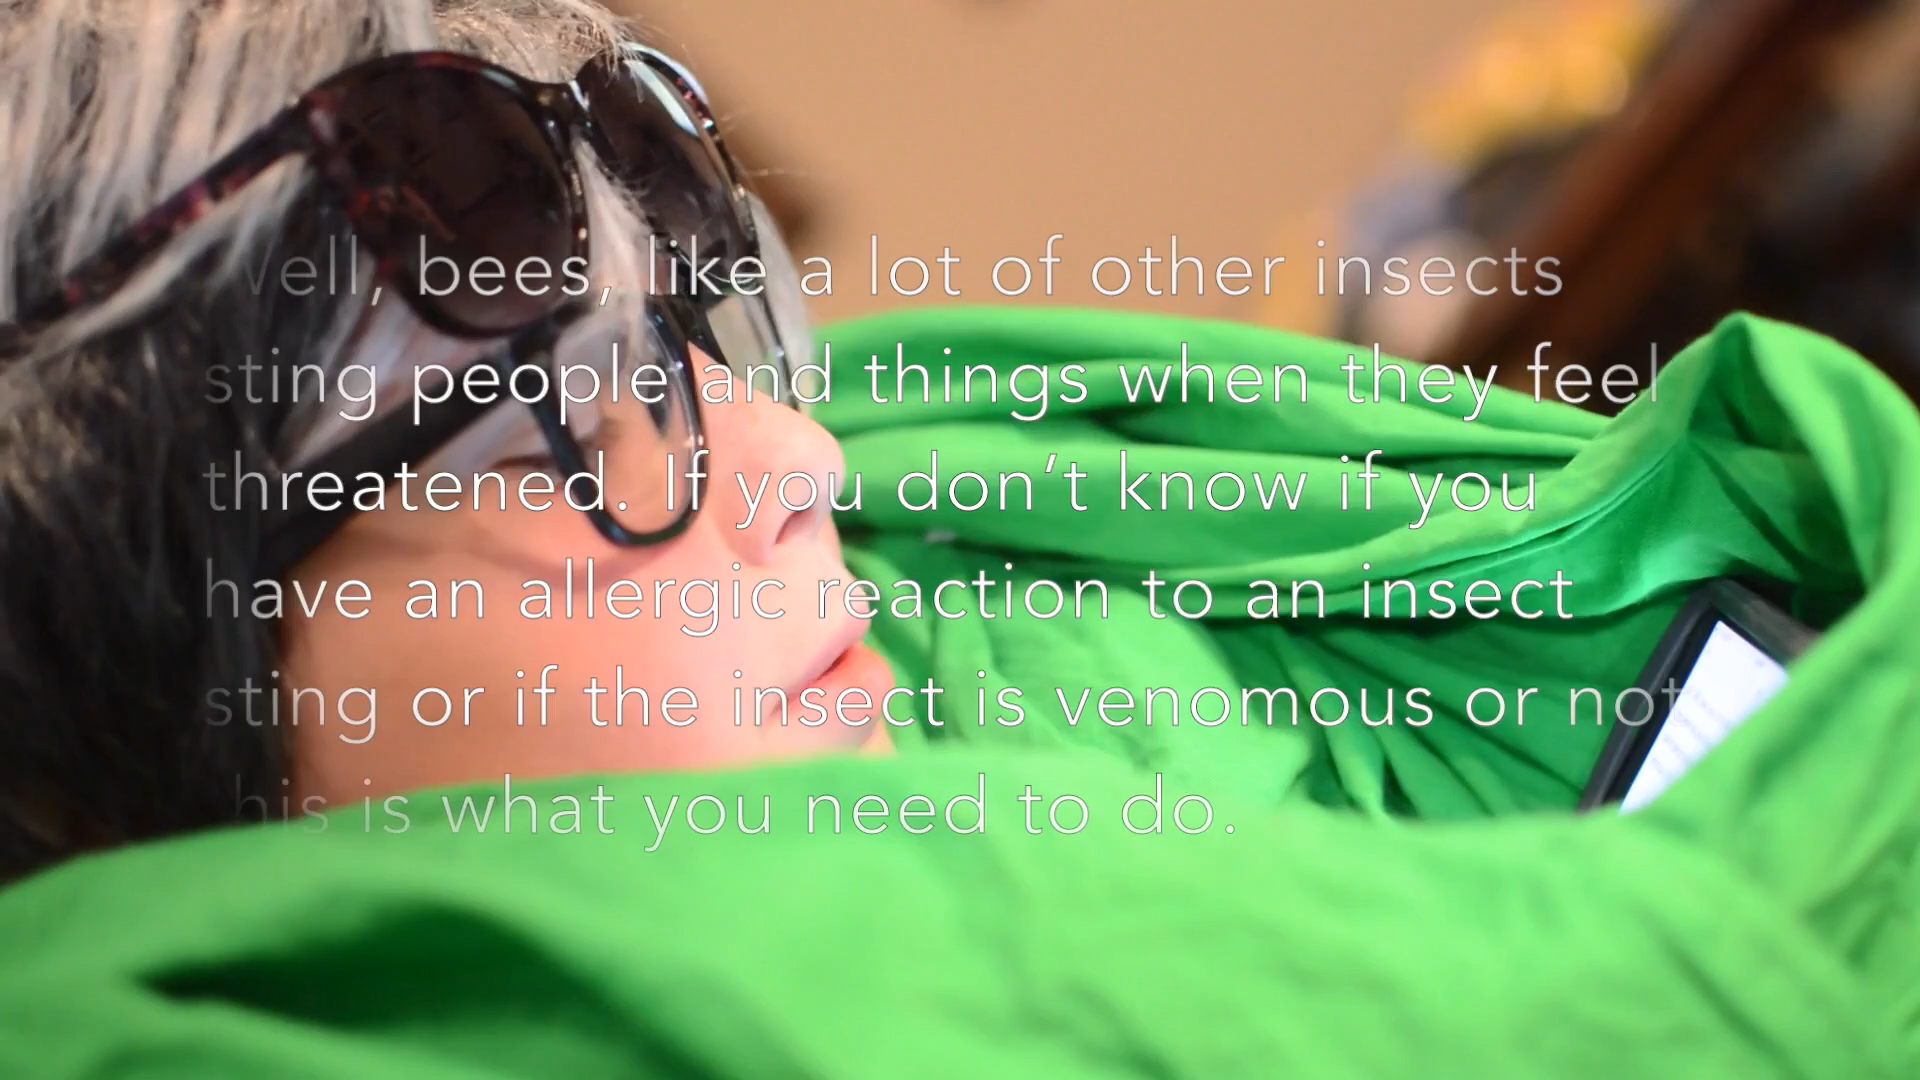 Well, bees, like a lot of other insects
sting people and things when they feel
threatened. If you don’t know if you
have an allergic reaction to an insect
sting or if the insect is venomous or not
this is what you need to do.